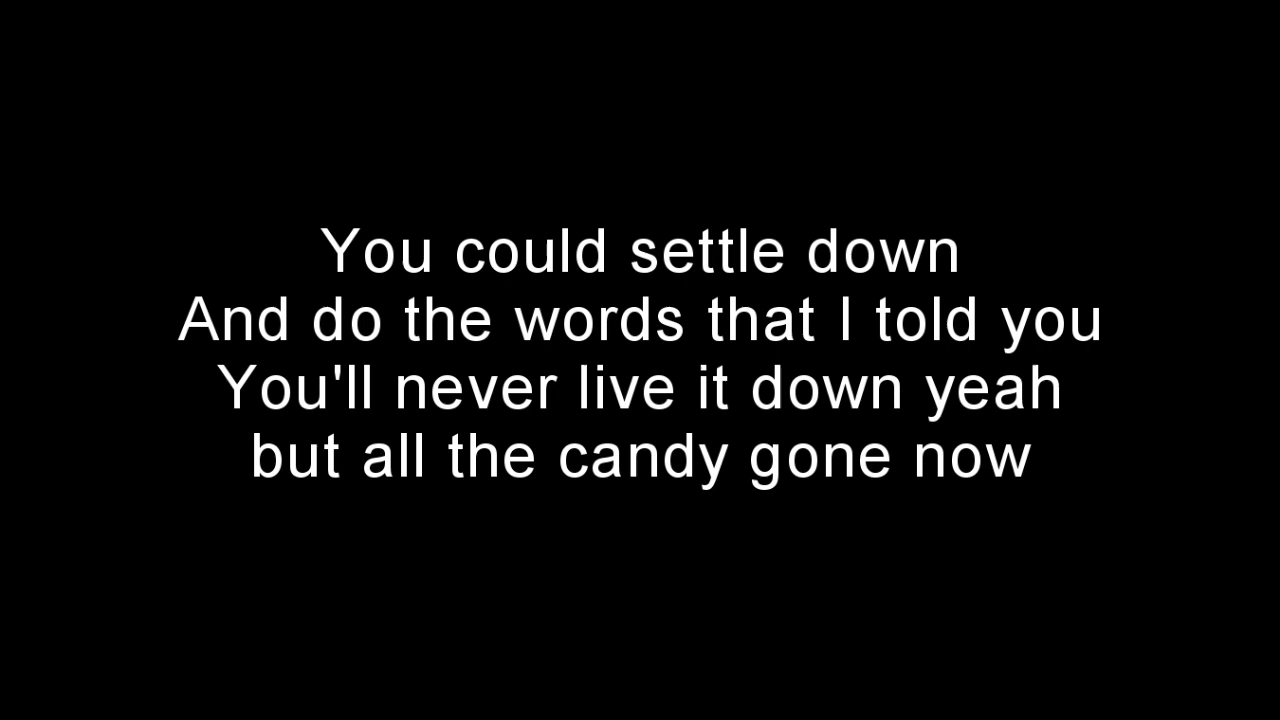 You could settle down
And do the words that I told you
You'll never live it down yeah
but all the candy gone now